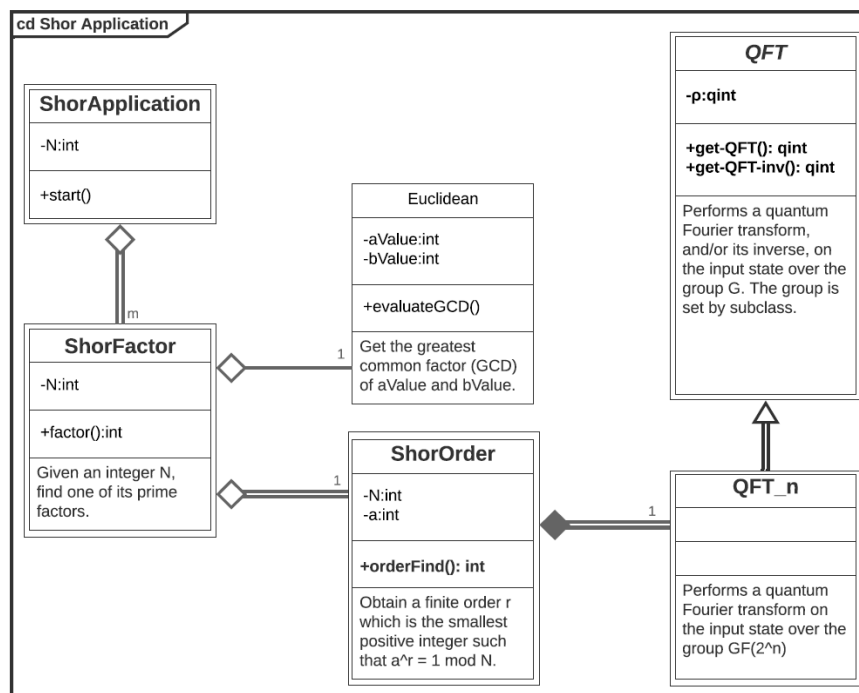 cd Shor Application
ShorApplication
-N:int
+start()
m
ShorFactor
-N:int
+factor():int
Given an integer N,
find one of its prime
factors.
1
Euclidean
-aValue:int
-bValue:int
+evaluateGCD()
Get the greatest
common factor (GCD)
of aValue and bValue.
1
ShorOrder
-N:int
-a:int
+orderFind(): int
Obtain a finite order r
which is the smallest
positive integer such
that a^r = 1 mod N.
QFT
-ρ:qint
+get-QFT(): qint
+get-QFT-inv(): qint
Performs a quantum
Fourier transform,
and/or its inverse, on
the input state over the
group G. The group is
set by subclass.
1
QFT_n
Performs a quantum
Fourier transform on
the input state over the
group GF(2^n)